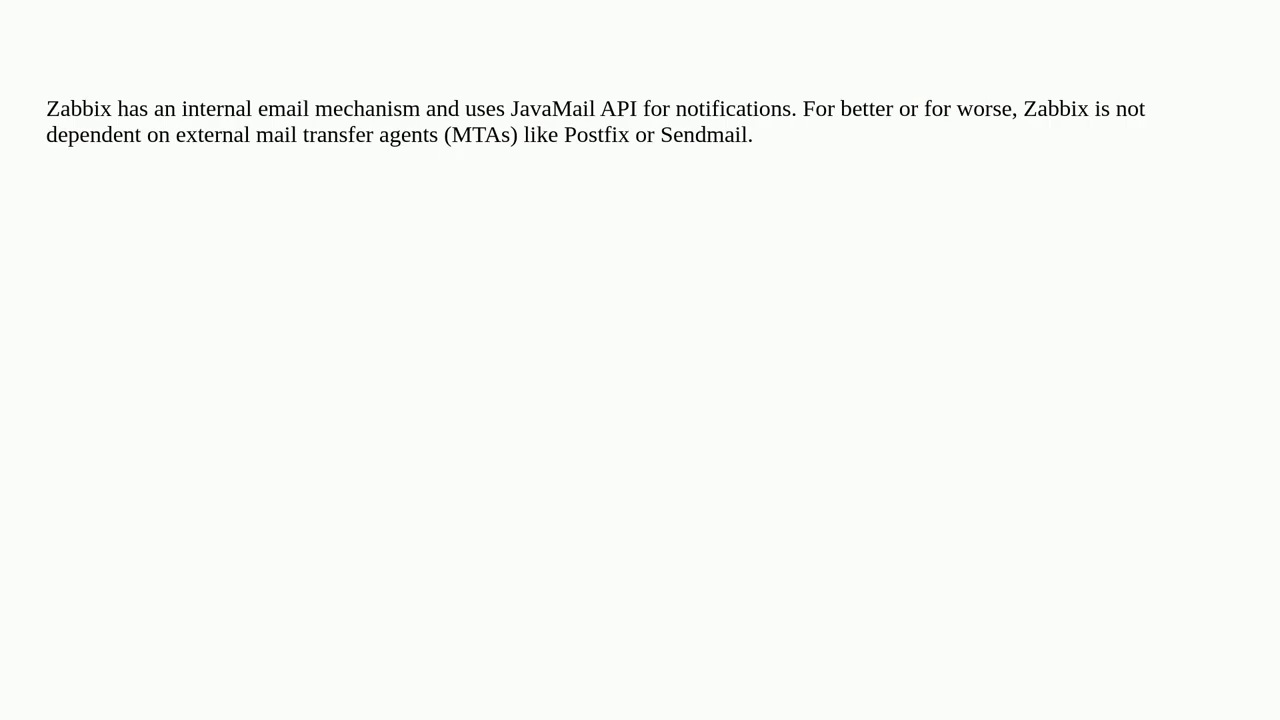 Zabbix has an internal email mechanism and uses JavaMail API for notifications. For better or for worse, Zabbix is not
dependent on external mail transfer agents (MTAs) like Postfix or Sendmail.